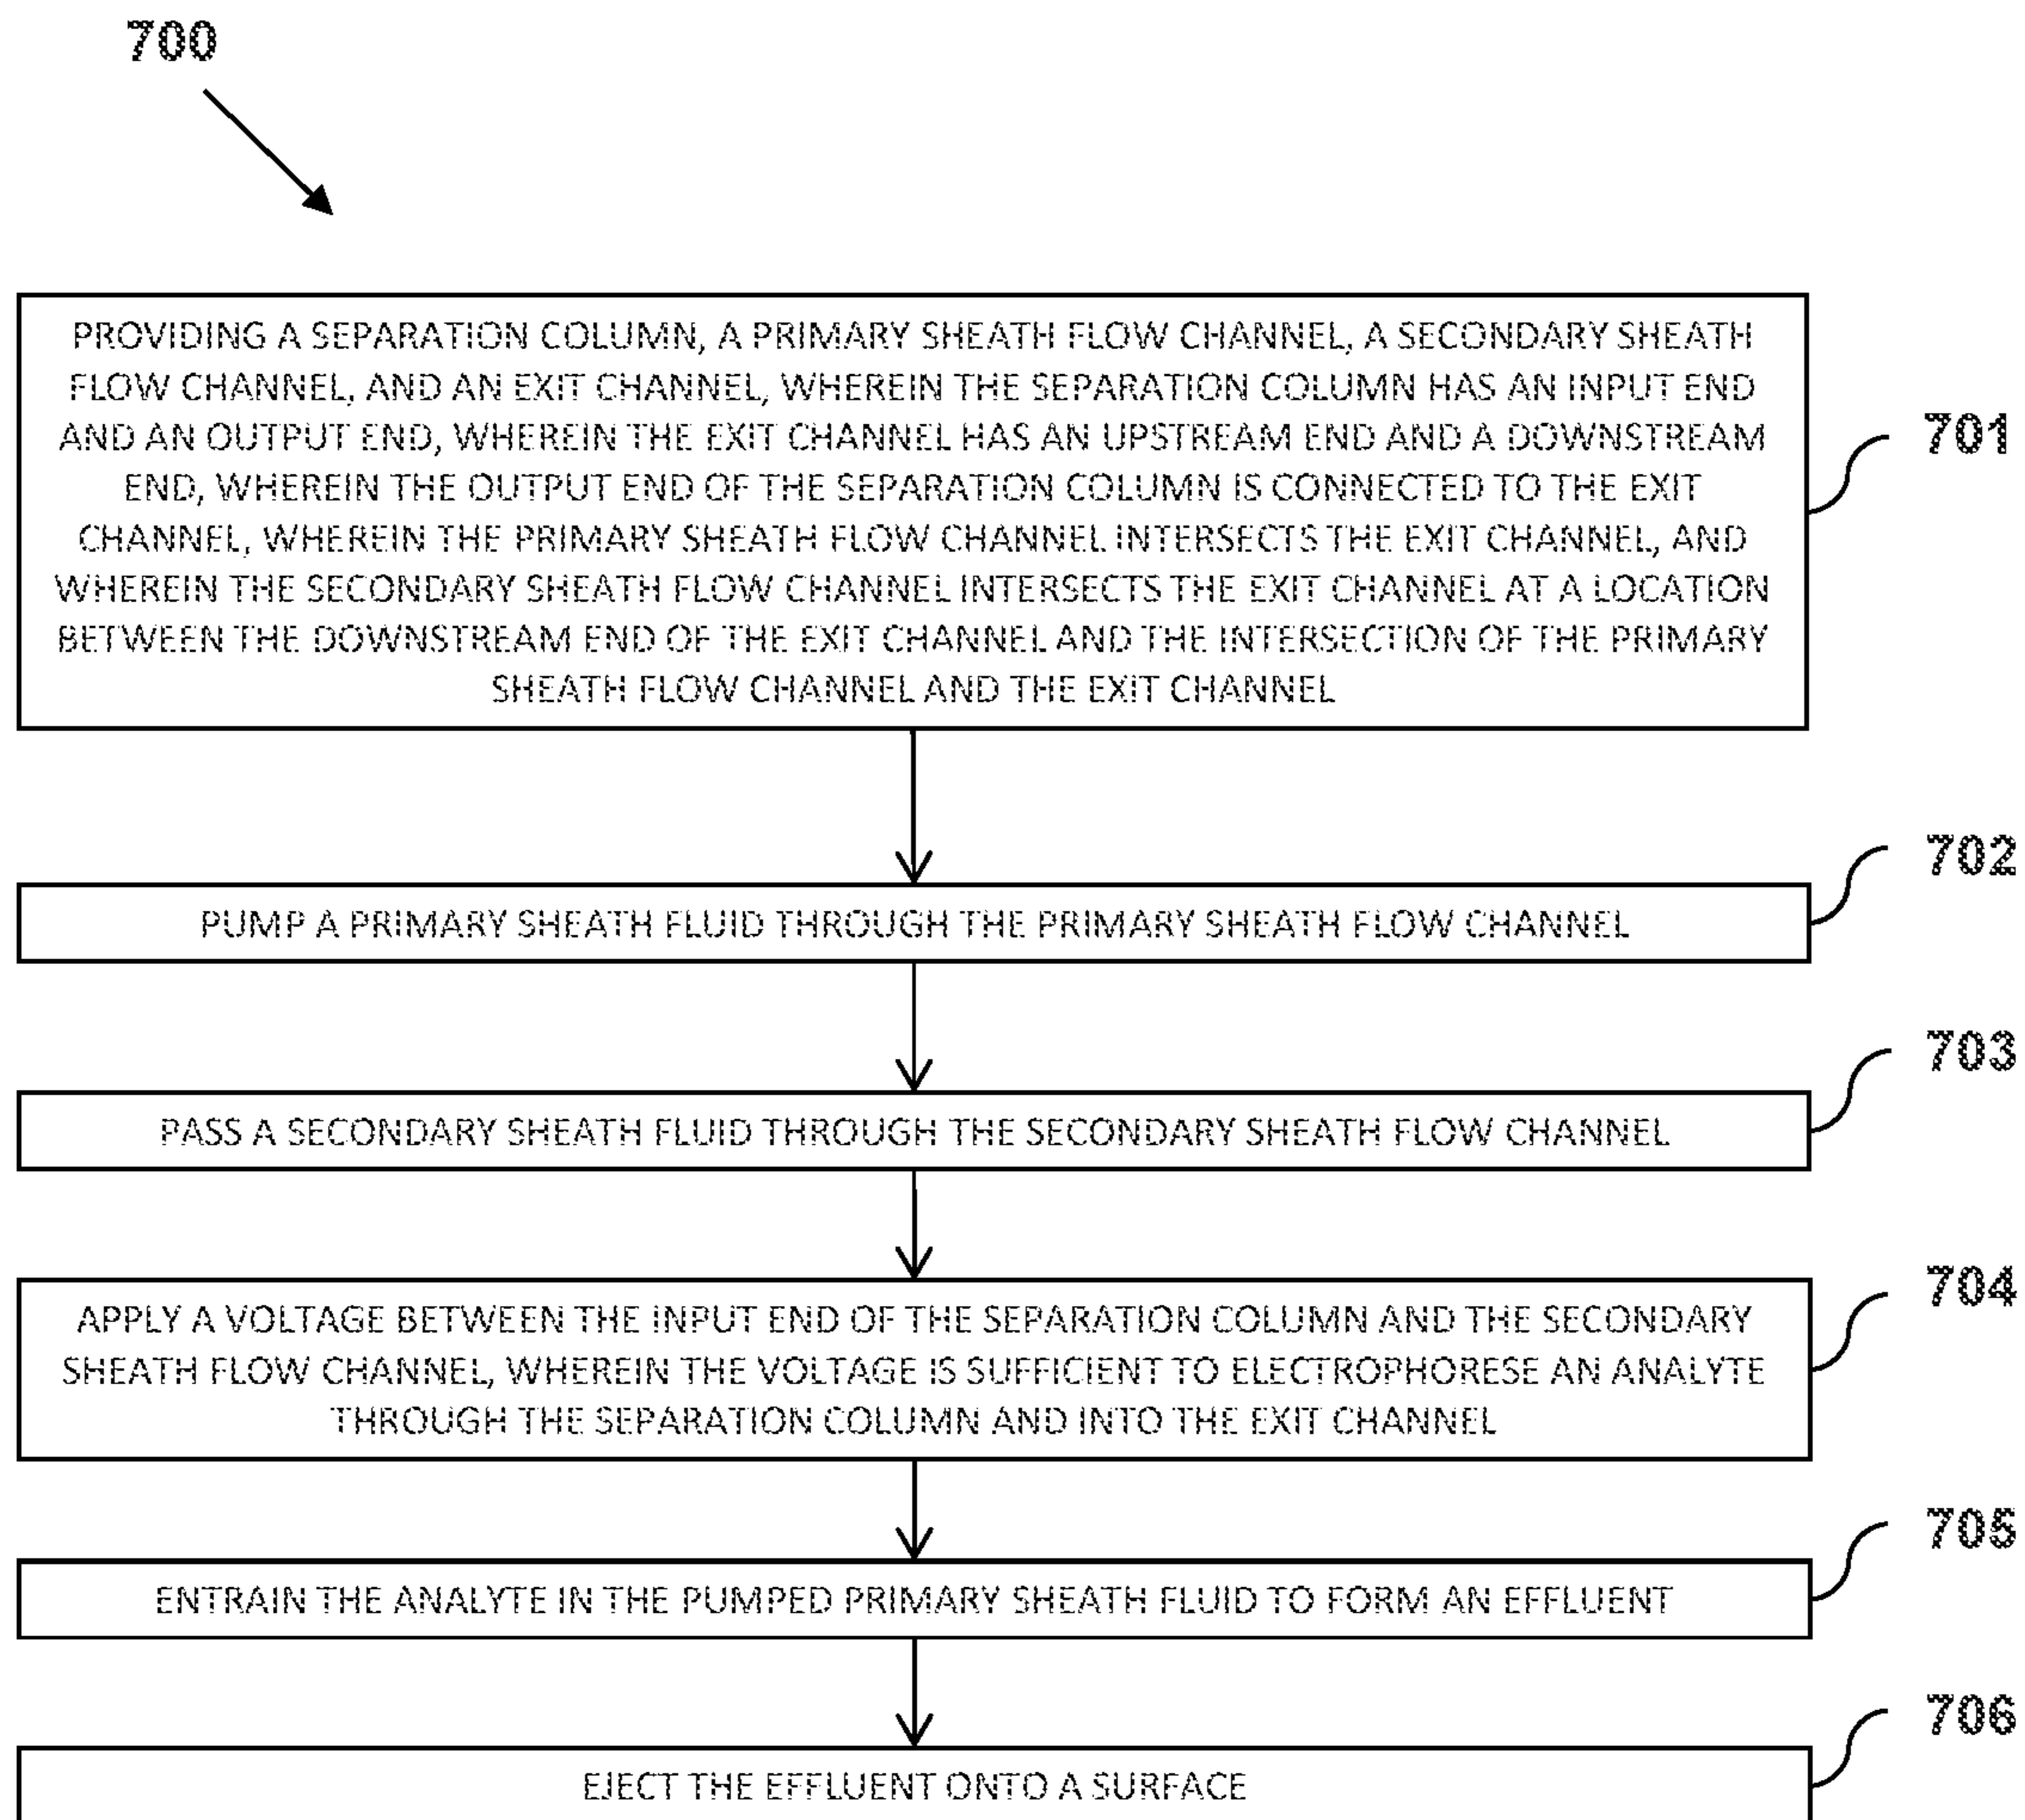 700
PROVIDING A SEPARATION COLUMN, A PRIMARY SHEATH FLOW CHANNEL, A SECONDARY SHEATH
FLOW CHANNEL, AND AN EXIT CHANNEL, WHEREIN THE SEPARATION COLUMN HAS AN INPUT END
AND AN OUTPUT END, WHEREIN THE EXIT CHANNEL HAS AN UPSTREAM END AND A DOWNSTREAM
END, WHEREIN THE OUTPUT END OF THE SEPARATION COLUMN IS CONNECTED TO THE EXIT
CHANNEL, WHEREIN THE PRIMARY SHEATH FLOW CHANNEL INTERSECTS THE EXIT CHANNEL, AND
WHEREIN THE SECONDARY SHEATH FLOW CHANNEL INTERSECTS THE EXIT CHANNEL AT A LOCATION
BETWEEN THE DOWNSTREAM END OF THE EXIT CHANNEL AND THE INTERSECTION OF THE PRIMARY
SHEATH FLOW CHANNEL AND THE EXIT CHANNEL
701
702
PUMP A PRIMARY SHEATH FLUID THROUGH THE PRIMARY SHEATH FLOW CHANNEL
703
PASS A SECONDARY SHEATH FLUID THROUGH THE SECONDARY SHEATH FLOW CHANNEL
704
APPLY A VOLTAGE BETWEEN THE INPUT END OF THE SEPARATION COLUMN AND THE SECONDARY
SHEATH FLOW CHANNEL, WHEREIN THE VOLTAGE IS SUFFICIENT TO ELECTROPHORESE AN ANALYTE
THROUGH THE SEPARATION COLUMN AND INTO THE EXIT CHANNEL
705
ENTRAIN THE ANALYTE IN THE PUMPED PRIMARY SHEATH FLUID TO FORM AN EFFLUENT
706
EJECT THE EFFLUENT ONTO A SURFACE